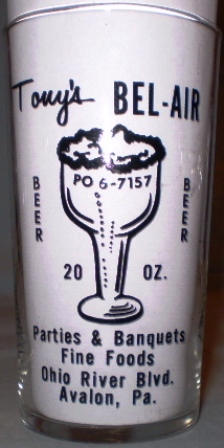 Tony's BEL-AIR
PO 6-7157
BEER
BEER
20 OZ.
Parties & Banquets
Fine Foods
Ohio River Blvd.
Avalon, Pa.